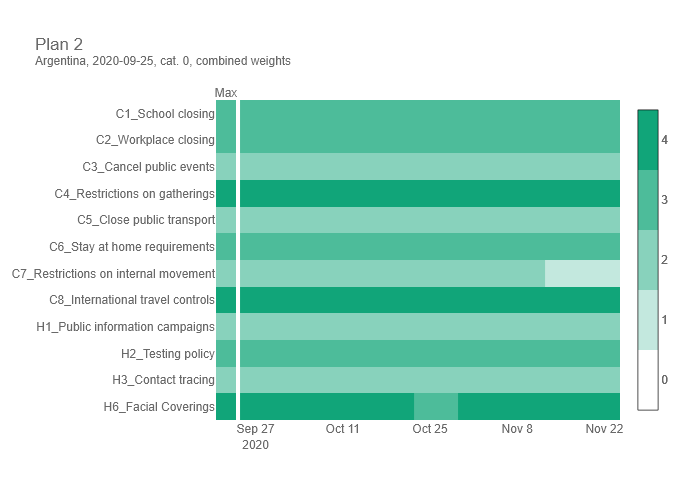 Plan 2
Argentina, 2020-09-25, cat. 0, combined weights
Max
C1_School closing
C2_Workplace closing
C3_Cancel public events
C4_Restrictions on gatherings
C5_Close public transport
C6_Stay at home requirements
C7_Restrictions on internal movement
C8_International travel controls
H1_Public information campaigns
H2_Testing policy
H3_Contact tracing
H6_Facial Coverings
Sep 27 Oct 11 Oct 25 Nov 8 Nov 22
2020
4
3
2
1
0